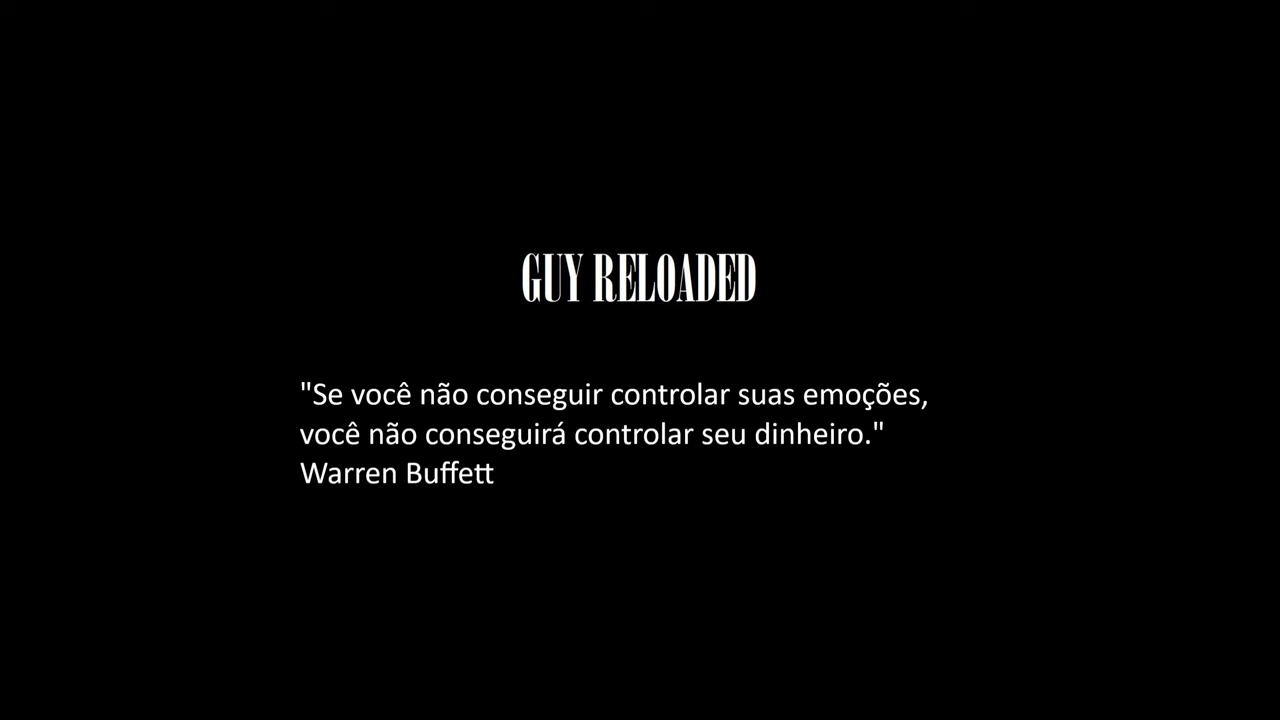 GUY RELOADED
"Se você não conseguir controlar suas emoções,
você não conseguirá controlar seu dinheiro."
Warren Buffett